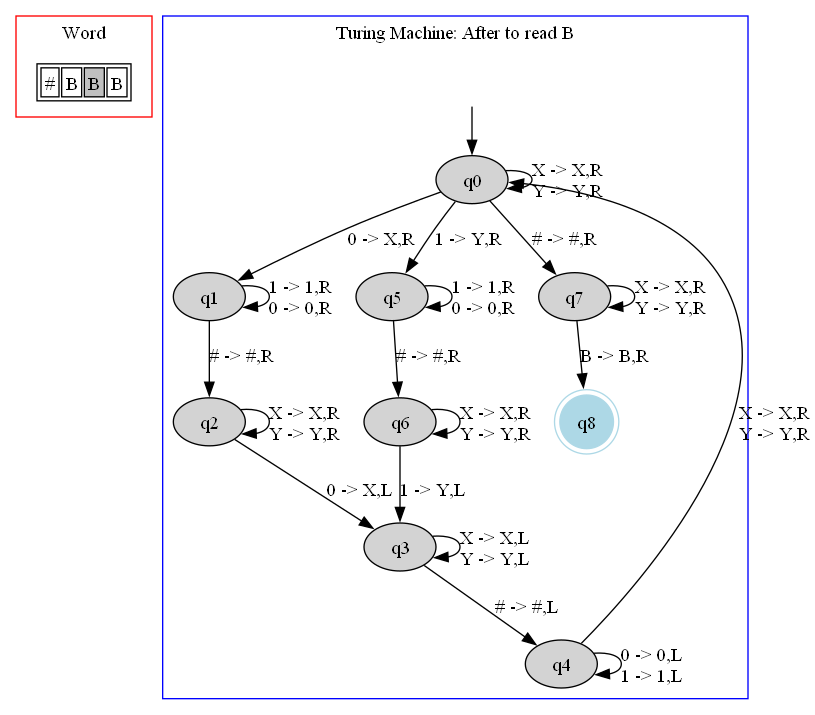 Word
# B B B
Turing Machine: After to read B
q0
X -> X,R
Y -> Y,R
0 -> X,R
1 -> Y,R
# -> #,R
q1
1 -> 1,R
0 -> 0,R
q5
1 -> 1,R
0 -> 0,R
q7
X -> X,R
Y -> Y,R
# -> #,R
# -> #,R
B -> B,R
q2
X -> X,R
Y -> Y,R
q6
X -> X,R
Y -> Y,R
q8
X -> X,R
Y -> Y,R
0 -> X,L
1 -> Y,L
q3
X -> X,L
Y -> Y,L
# -> #,L
q4
0 -> 0,L
1 -> 1,L